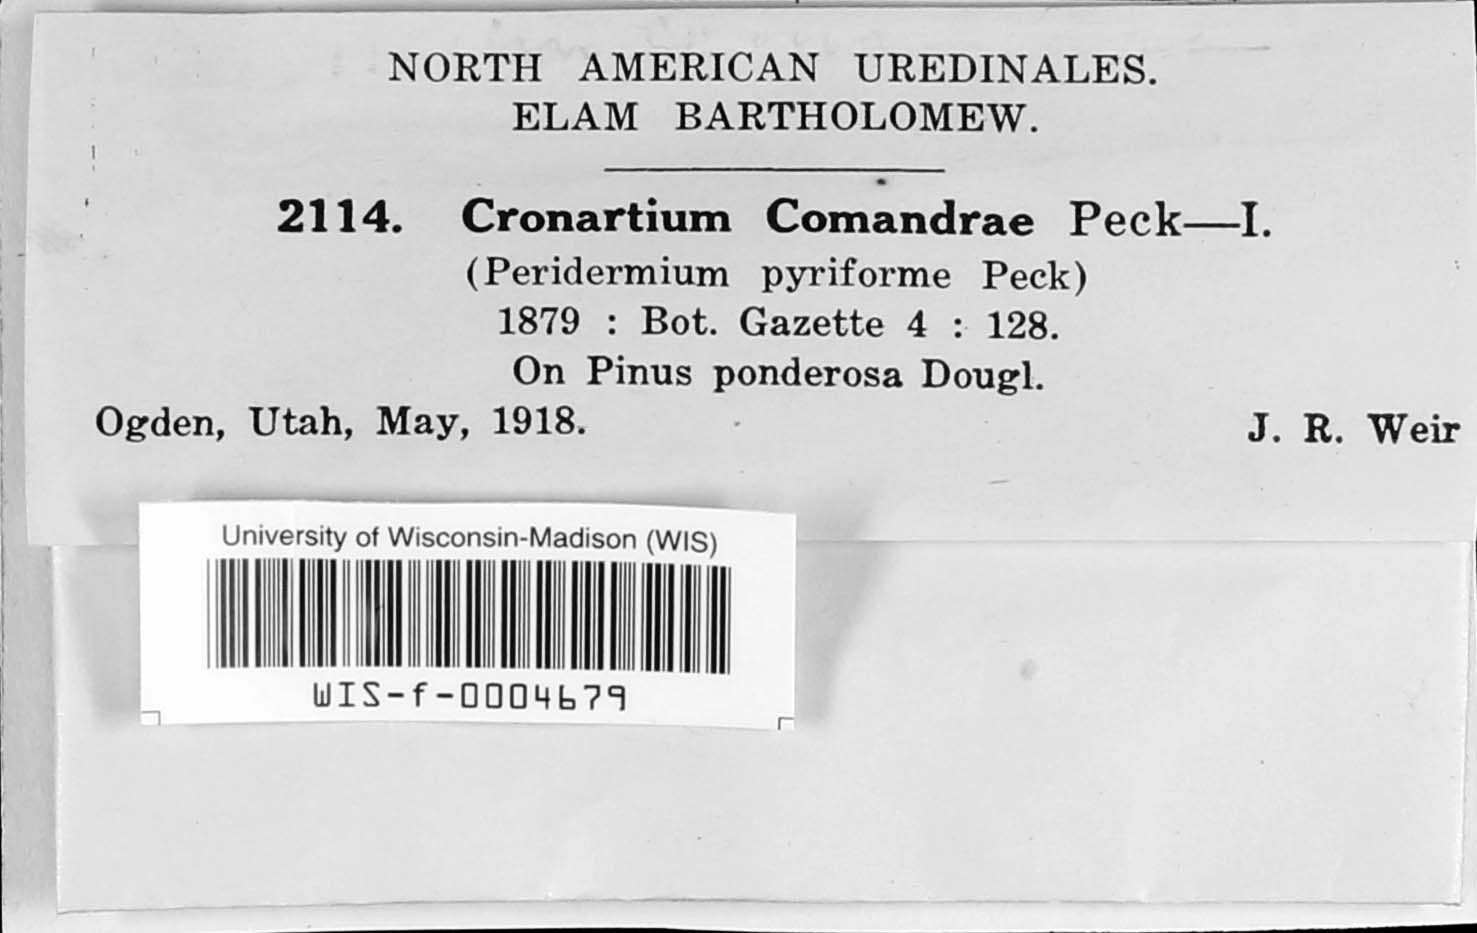 NORTH AMERICAN UREDINALES.
ELAM BARTHOLOMEW.
2114. Cronartium Comandrae Peck—I.
(Peridermium pyriforme Peck)
1879 : Bot. Gazette 4 : 128.
On Pinus ponderosa Dougl.
Ogden, Utah, May, 1918. J. R. Weir
University of Wisconsin-Madison (WIS)
WIS-f-0004679